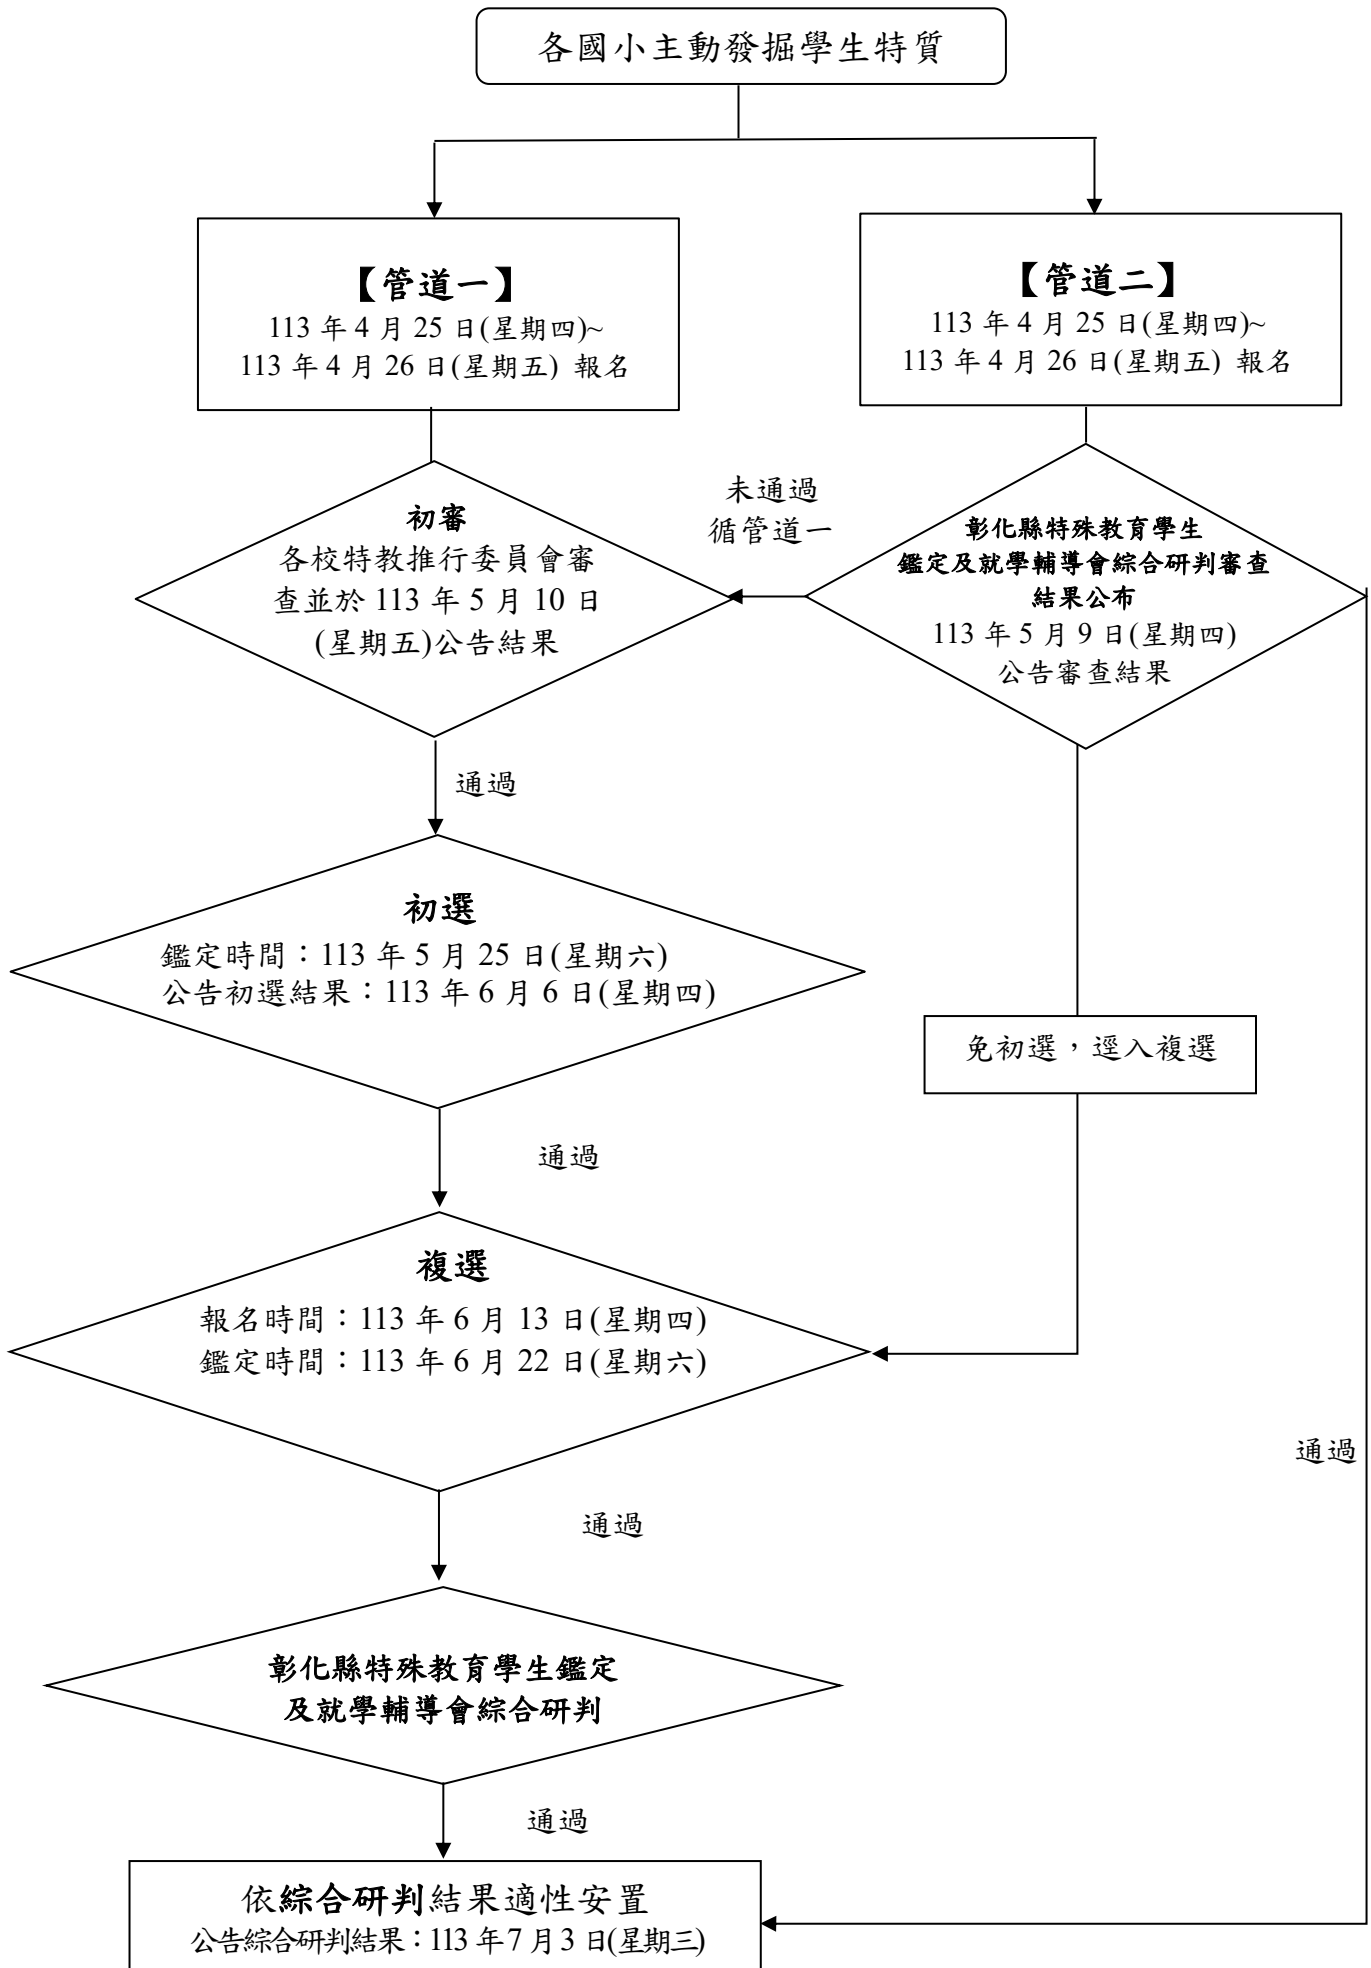 各國小主動發掘學生特質
【管道一】
113 年 4 月 25 日(星期四)~
113 年 4 月 26 日(星期五) 報名
【管道二】
113 年 4 月 25 日(星期四)~
113 年 4 月 26 日(星期五) 報名
初審
各校特教推行委員會審
查並於 113 年 5 月 10 日
(星期五)公告結果
未通過
循管道一
彰化縣特殊教育學生
鑑定及就學輔導會綜合研判審查
結果公布
113 年 5 月 9 日(星期四)
公告審查結果
通過
初選
鑑定時間：113 年 5 月 25 日(星期六)
公告初選結果：113 年 6 月 6 日(星期四)
免初選，逕入複選
通過
複選
報名時間：113 年 6 月 13 日(星期四)
鑑定時間：113 年 6 月 22 日(星期六)
通過
通過
彰化縣特殊教育學生鑑定
及就學輔導會綜合研判
通過
依綜合研判結果適性安置
公告綜合研判結果：113 年 7 月 3 日(星期三)